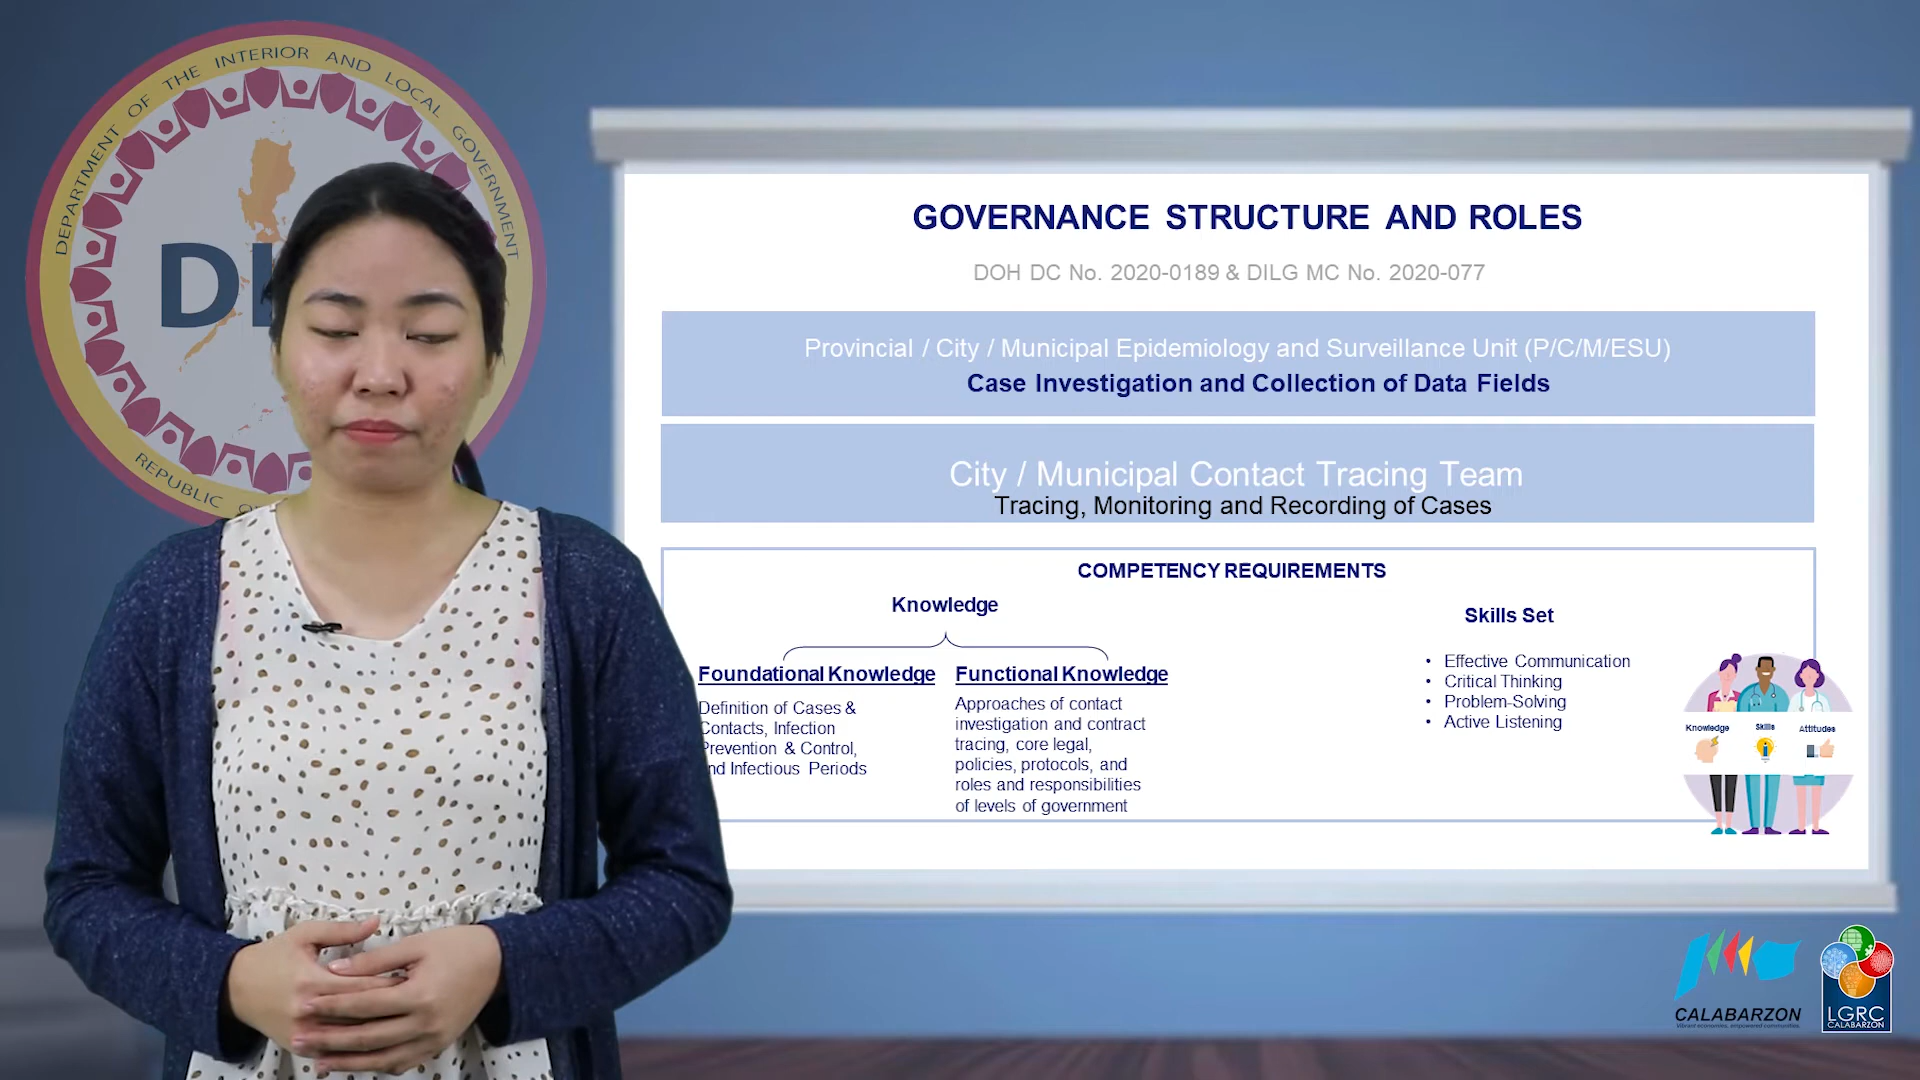 DEPARTMENT OF THE INTERIOR AND LOCAL GOVERNMENT
REPUBLIC
GOVERNANCE STRUCTURE AND ROLES
DOH DC No. 2020-0189 & DILG MC No. 2020-077
Provincial / City / Municipal Epidemiology and Surveillance Unit (P/C/M/ESU)
Case Investigation and Collection of Data Fields
City / Municipal Contact Tracing Team
Tracing, Monitoring and Recording of Cases
COMPETENCY REQUIREMENTS
Knowledge
Foundational Knowledge
Definition of Cases &
Contacts, Infection
Prevention & Control,
and Infectious Periods
Functional Knowledge
Approaches of contact
investigation and contract
tracing, core legal,
policies, protocols, and
roles and responsibilities
of levels of government
Skills Set
• Effective Communication
• Critical Thinking
• Problem-Solving
• Active Listening
Knowledge
Skills
Attitudes
CALABARZON
Vibrant economies, empowered communities.
LGRC
CALABARZON